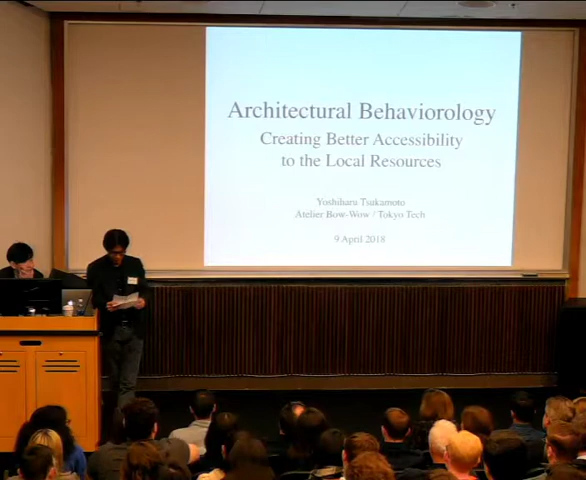 Architectural Behaviorology
Creating Better Accessibility
to the Local Resources
Yoshiharu Tsukamoto
Atelier Bow-Wow / Tokyo Tech
9 April 2018